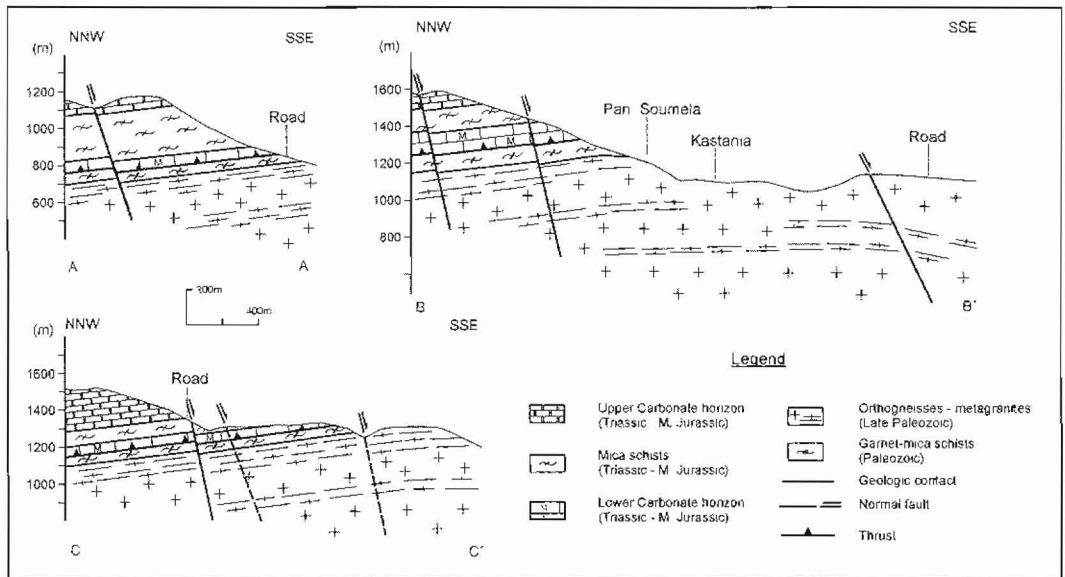 NNW
SSE
(m)
1200
1000
800
600
Road
A
A
NNW
SSE
(m)
1600
1400
1200
1000
800
Pan Soumela
Kastania
Road
B
B'
200m
400m
NNW
SSE
(m)
1600
1400
1200
1000
Road
M
M
M
M
M
M
C
C'
Legend
Upper Carbonate horizon
(Triassic - M. Jurassic)
Mica schists
(Triassic - M Jurassic)
Lower Carbonate horizon
(Triassic - M Jurassic)
Orthogneisses - metagranites
(Late Paleozoic)
Garnet-mica schists
(Paleozoic)
Geologic contact
Normal fault
Thrust